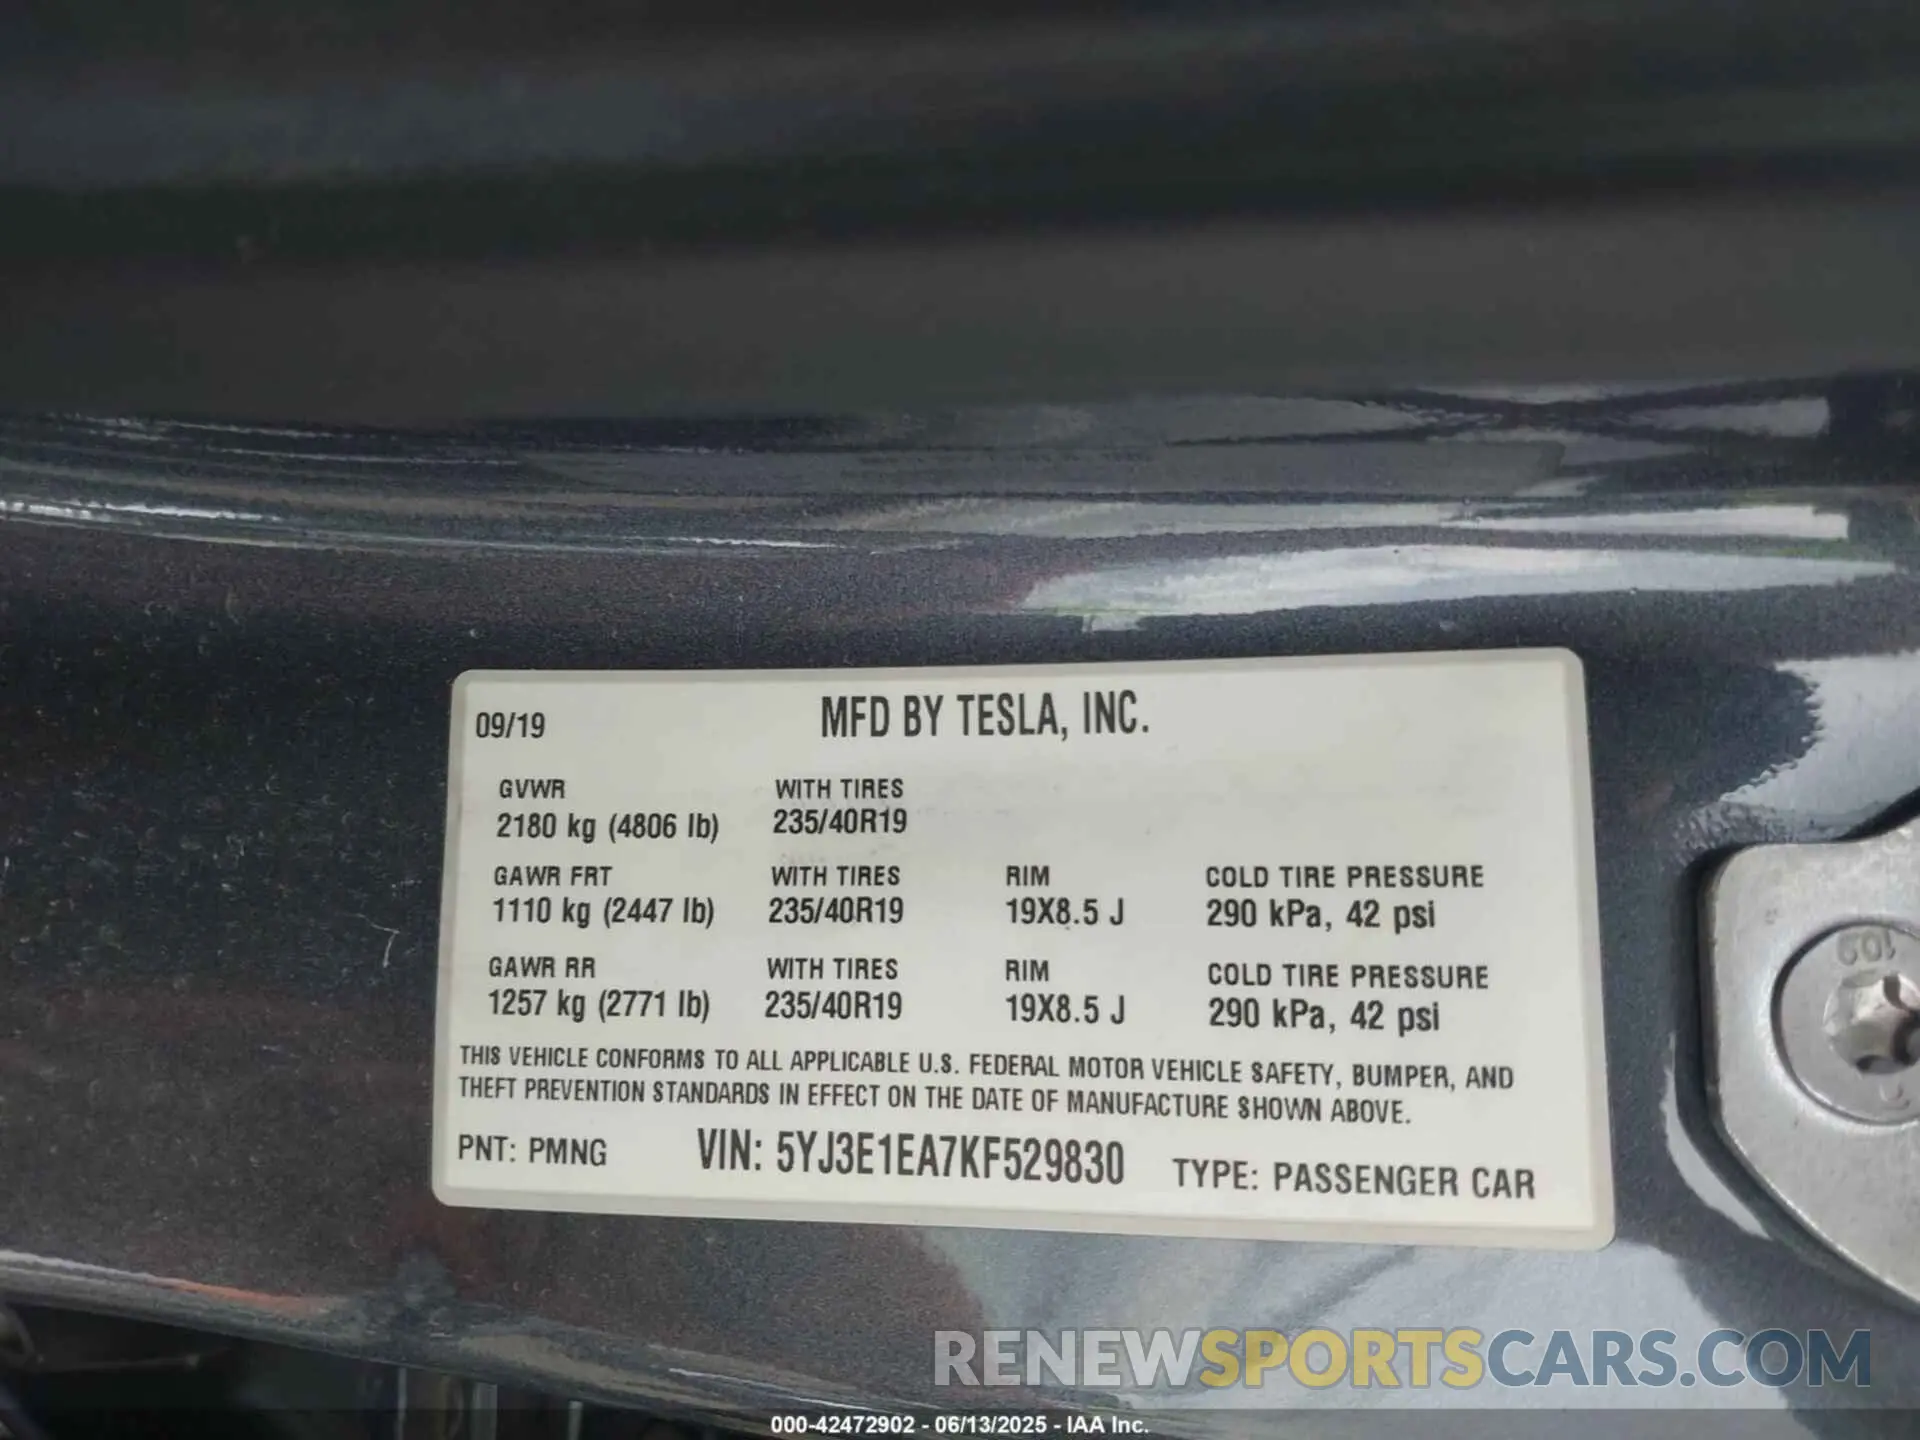 09/19 MFD BY TESLA, INC.
GVWR WITH TIRES
2180 kg (4806 lb) 235/40R19
GAWR FRT WITH TIRES RIM COLD TIRE PRESSURE
1110 kg (2447 lb) 235/40R19 19X8.5 J 290 kPa, 42 psi
GAWR RR WITH TIRES RIM COLD TIRE PRESSURE
1257 kg (2771 lb) 235/40R19 19X8.5 J 290 kPa, 42 psi
THIS VEHICLE CONFORMS TO ALL APPLICABLE U.S. FEDERAL MOTOR VEHICLE SAFETY, BUMPER, AND
THEFT PREVENTION STANDARDS IN EFFECT ON THE DATE OF MANUFACTURE SHOWN ABOVE.
PNT: PMNG VIN: 5YJ3E1EA7KF529830 TYPE: PASSENGER CAR
RENEWSPORTSCARS.COM
000-42472902 - 06/13/2025 - IAA Inc.